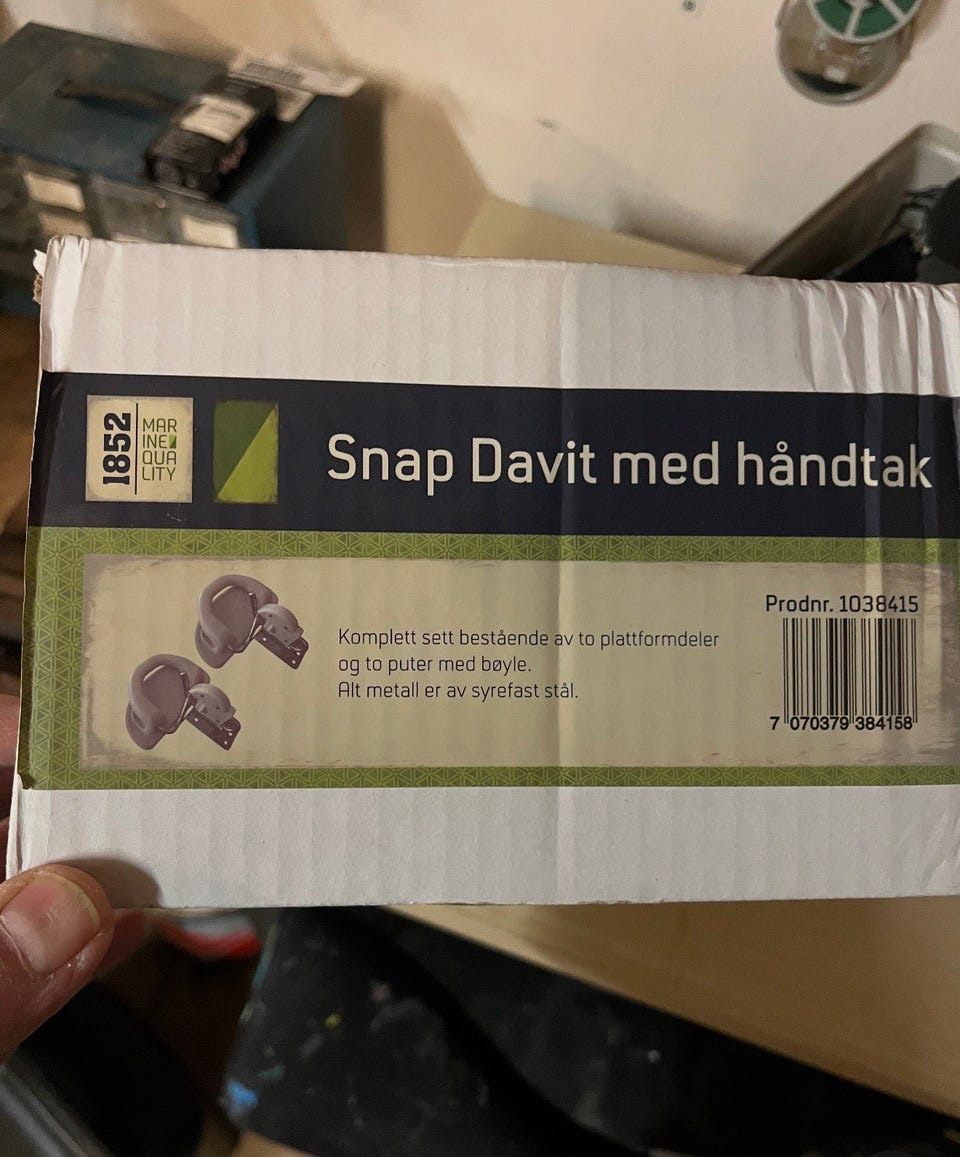 1852
MAR
INE
QUA
LITY
Snap Davit med håndtak
Komplett sett bestående av to plattformdeler
og to puter med bøyle.
Alt metall er av syrefast stål.
Prodnr. 1038415
7 070379 384158